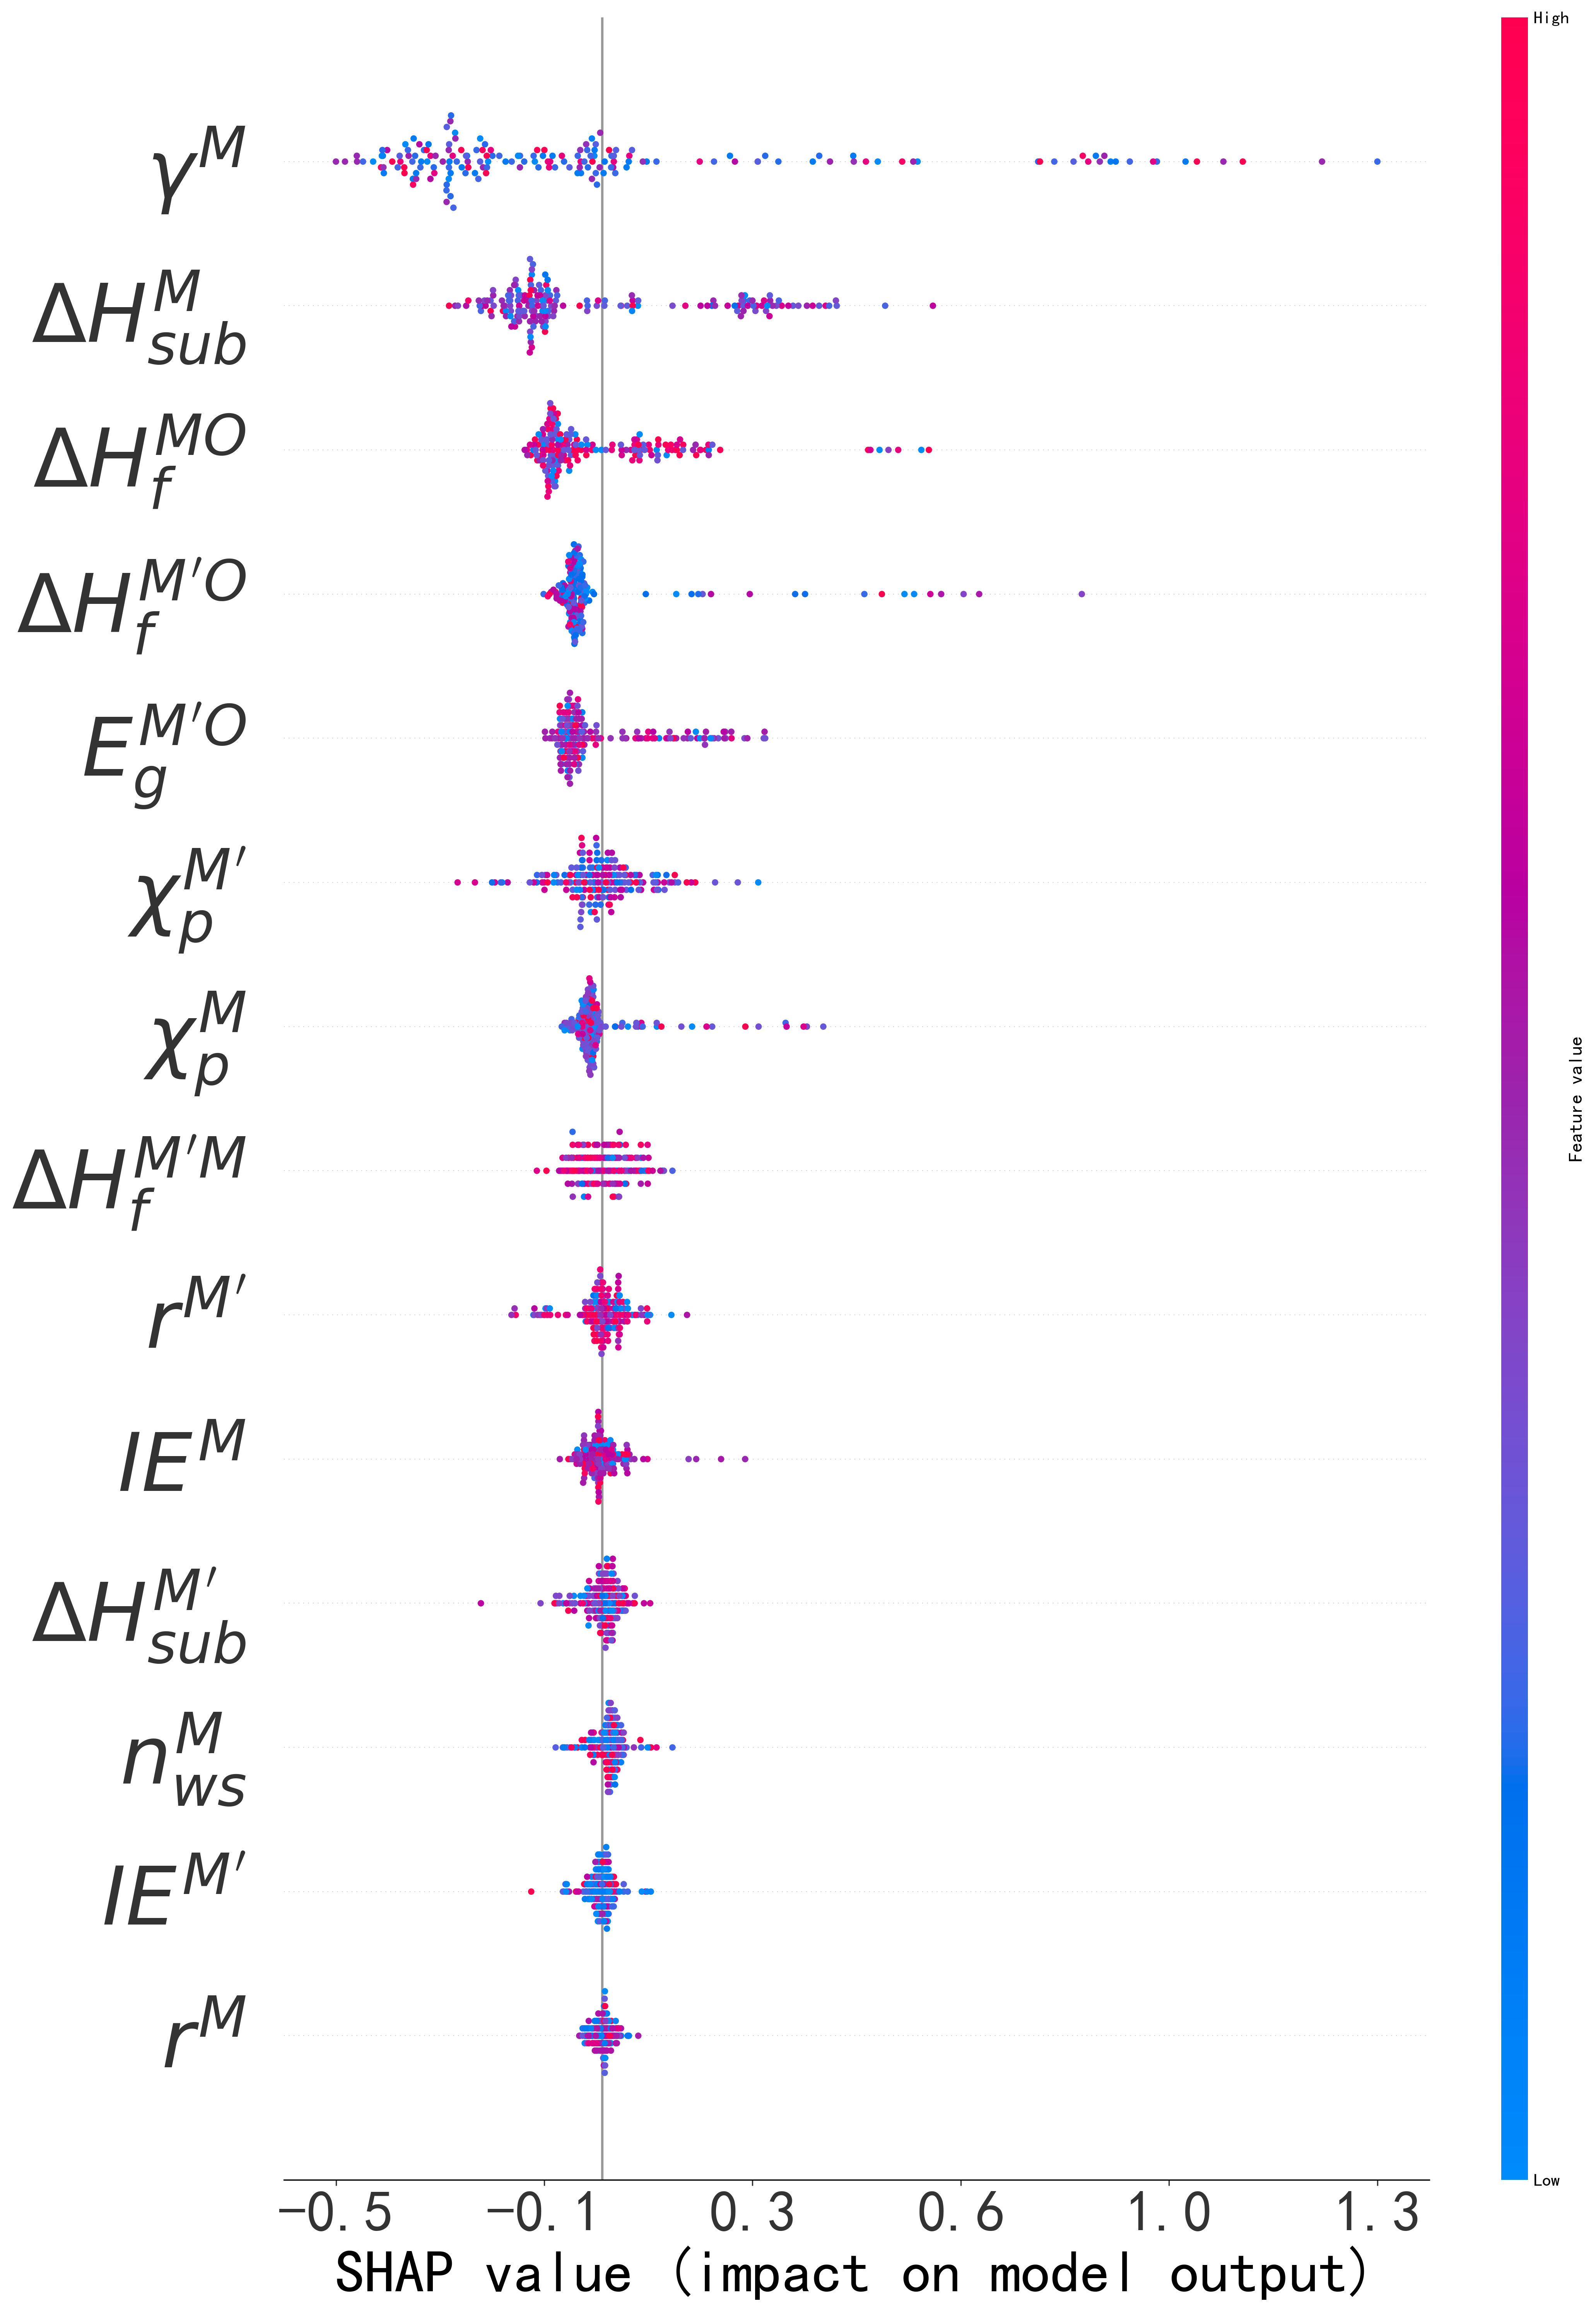 High
γ^M
ΔH_sub^M
ΔH_f^MO
ΔH_f^M′O
E_g^M′O
χ_p^M′
χ_p^M
ΔH_f^M′M
r^M′
IE^M
ΔH_sub^M′
n_ws^M
IE^M′
r^M
Feature value
Low
−0.5 −0.1 0.3 0.6 1.0 1.3
SHAP value (impact on model output)